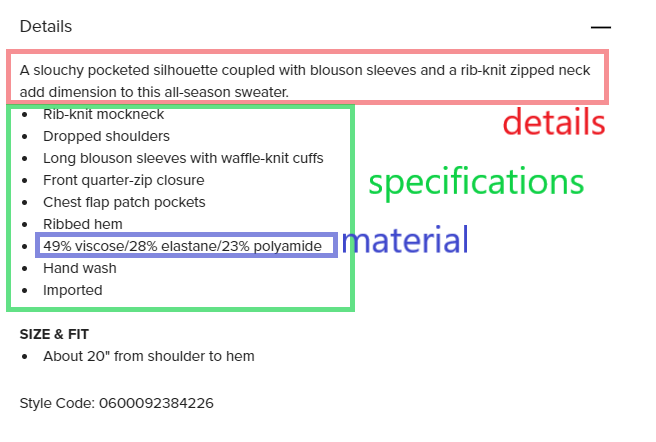 Details
A slouchy pocketed silhouette coupled with blouson sleeves and a rib-knit zipped neck
add dimension to this all-season sweater.
details
Rib-knit mockneck
Dropped shoulders
Long blouson sleeves with waffle-knit cuffs
specifications
Front quarter-zip closure
Chest flap patch pockets
Ribbed hem
49% viscose/28% elastane/23% polyamide
material
Hand wash
Imported
SIZE & FIT
About 20" from shoulder to hem
Style Code: 0600092384226